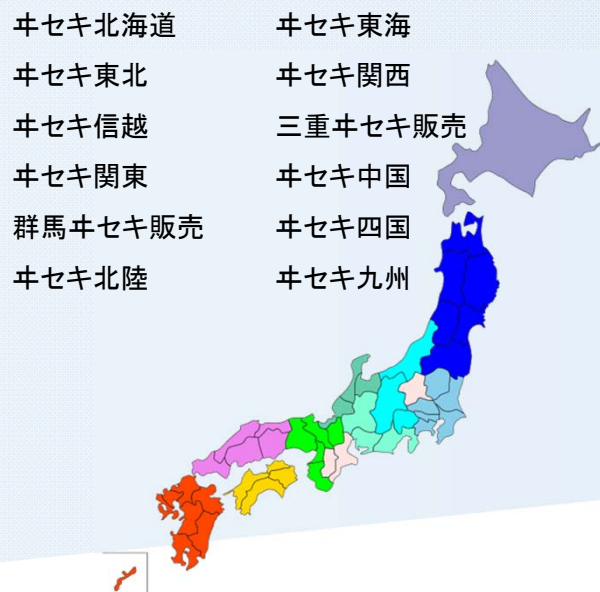 ヰセキ北海道
ヰセキ東北
ヰセキ信越
ヰセキ関東
群馬ヰセキ販売
ヰセキ北陸
ヰセキ東海
ヰセキ関西
三重ヰセキ販売
ヰセキ中国
ヰセキ四国
ヰセキ九州